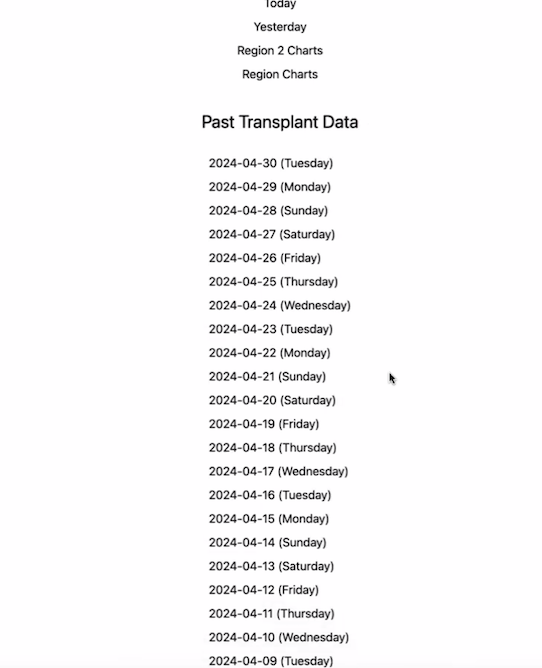 Today
Yesterday
Region 2 Charts
Region Charts
Past Transplant Data
2024-04-30 (Tuesday)
2024-04-29 (Monday)
2024-04-28 (Sunday)
2024-04-27 (Saturday)
2024-04-26 (Friday)
2024-04-25 (Thursday)
2024-04-24 (Wednesday)
2024-04-23 (Tuesday)
2024-04-22 (Monday)
2024-04-21 (Sunday)
2024-04-20 (Saturday)
2024-04-19 (Friday)
2024-04-18 (Thursday)
2024-04-17 (Wednesday)
2024-04-16 (Tuesday)
2024-04-15 (Monday)
2024-04-14 (Sunday)
2024-04-13 (Saturday)
2024-04-12 (Friday)
2024-04-11 (Thursday)
2024-04-10 (Wednesday)
2024-04-09 (Tuesday)